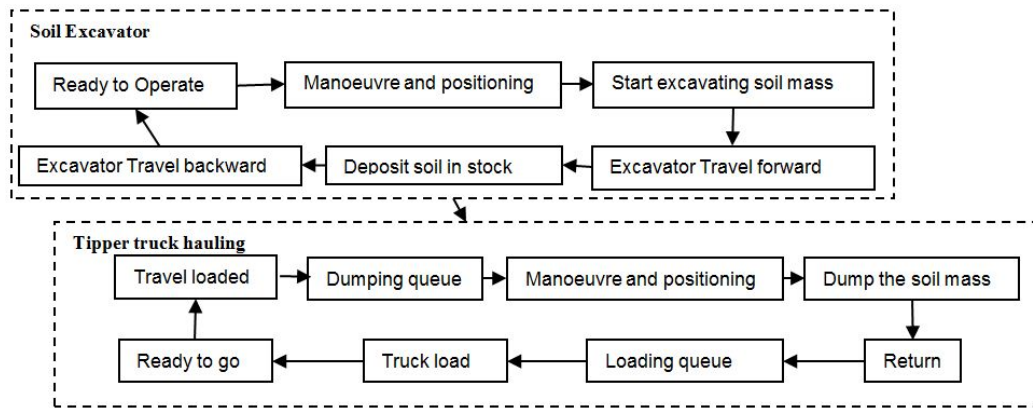 Soil Excavator
Ready to Operate
Manoeuvre and positioning
Start excavating soil mass
Excavator Travel backward
Deposit soil in stock
Excavator Travel forward
Tipper truck hauling
Travel loaded
Dumping queue
Manoeuvre and positioning
Dump the soil mass
Ready to go
Truck load
Loading queue
Return